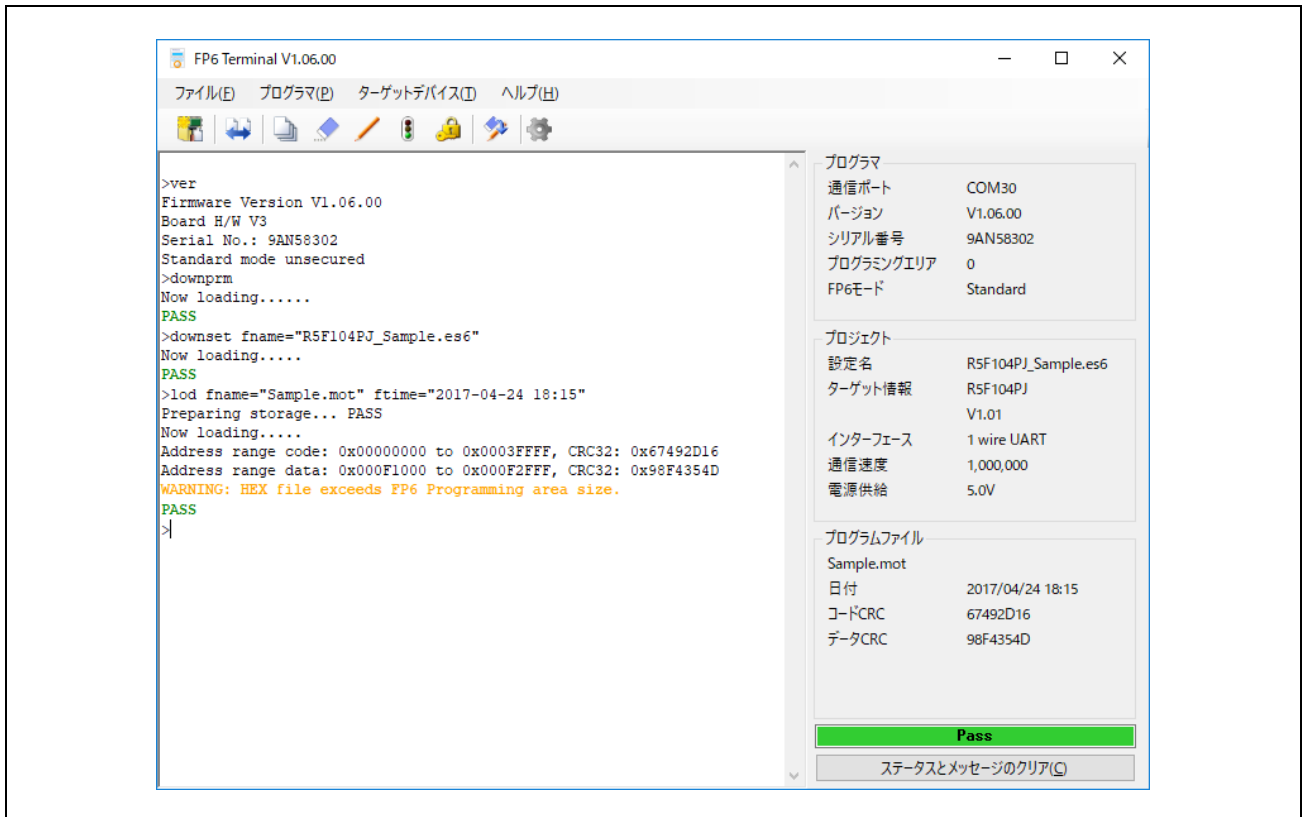 FP6 Terminal V1.06.00
ファイル(F) プログラマ(P) ターゲットデバイス(T) ヘルプ(H)
>ver
Firmware Version V1.06.00
Board H/W V3
Serial No.: 9AN58302
Standard mode unsecured
>downprm
Now loading......
PASS
>downset fname="R5F104PJ_Sample.es6"
Now loading.....
PASS
>lod fname="Sample.mot" ftime="2017-04-24 18:15"
Preparing storage... PASS
Now loading.....
Address range code: 0x00000000 to 0x0003FFFF, CRC32: 0x67492D16
Address range data: 0x000F1000 to 0x000F2FFF, CRC32: 0x98F4354D
WARNING: HEX file exceeds FP6 Programming area size.
PASS
>
プログラマ
通信ポート COM30
バージョン V1.06.00
シリアル番号 9AN58302
プログラミングエリア 0
FP6モード Standard
プロジェクト
設定名 R5F104PJ_Sample.es6
ターゲット情報 R5F104PJ
V1.01
インターフェース 1 wire UART
通信速度 1,000,000
電源供給 5.0V
プログラムファイル
Sample.mot
日付 2017/04/24 18:15
コードCRC 67492D16
データCRC 98F4354D
Pass
ステータスとメッセージのクリア(C)